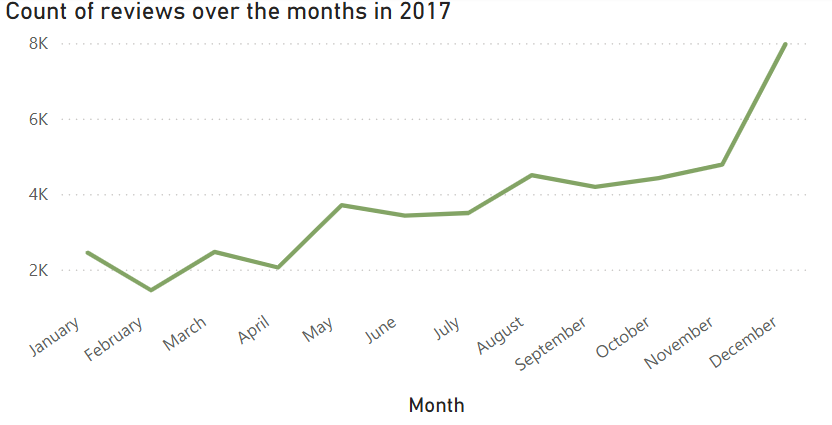 Count of reviews over the months in 2017
8K
6K
4K
2K
January
February
March
April
May
June
July
August
September
October
November
December
Month